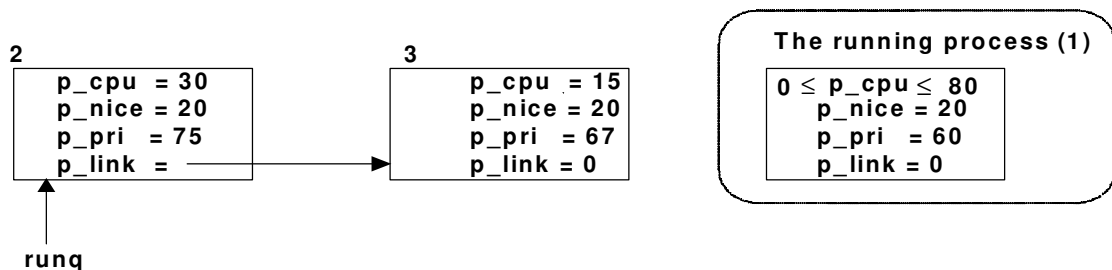 2
p_cpu = 30
p_nice = 20
p_pri = 75
p_link =
3
p_cpu = 15
p_nice = 20
p_pri = 67
p_link = 0
The running process (1)
0 ≤ p_cpu ≤ 80
p_nice = 20
p_pri = 60
p_link = 0
runq